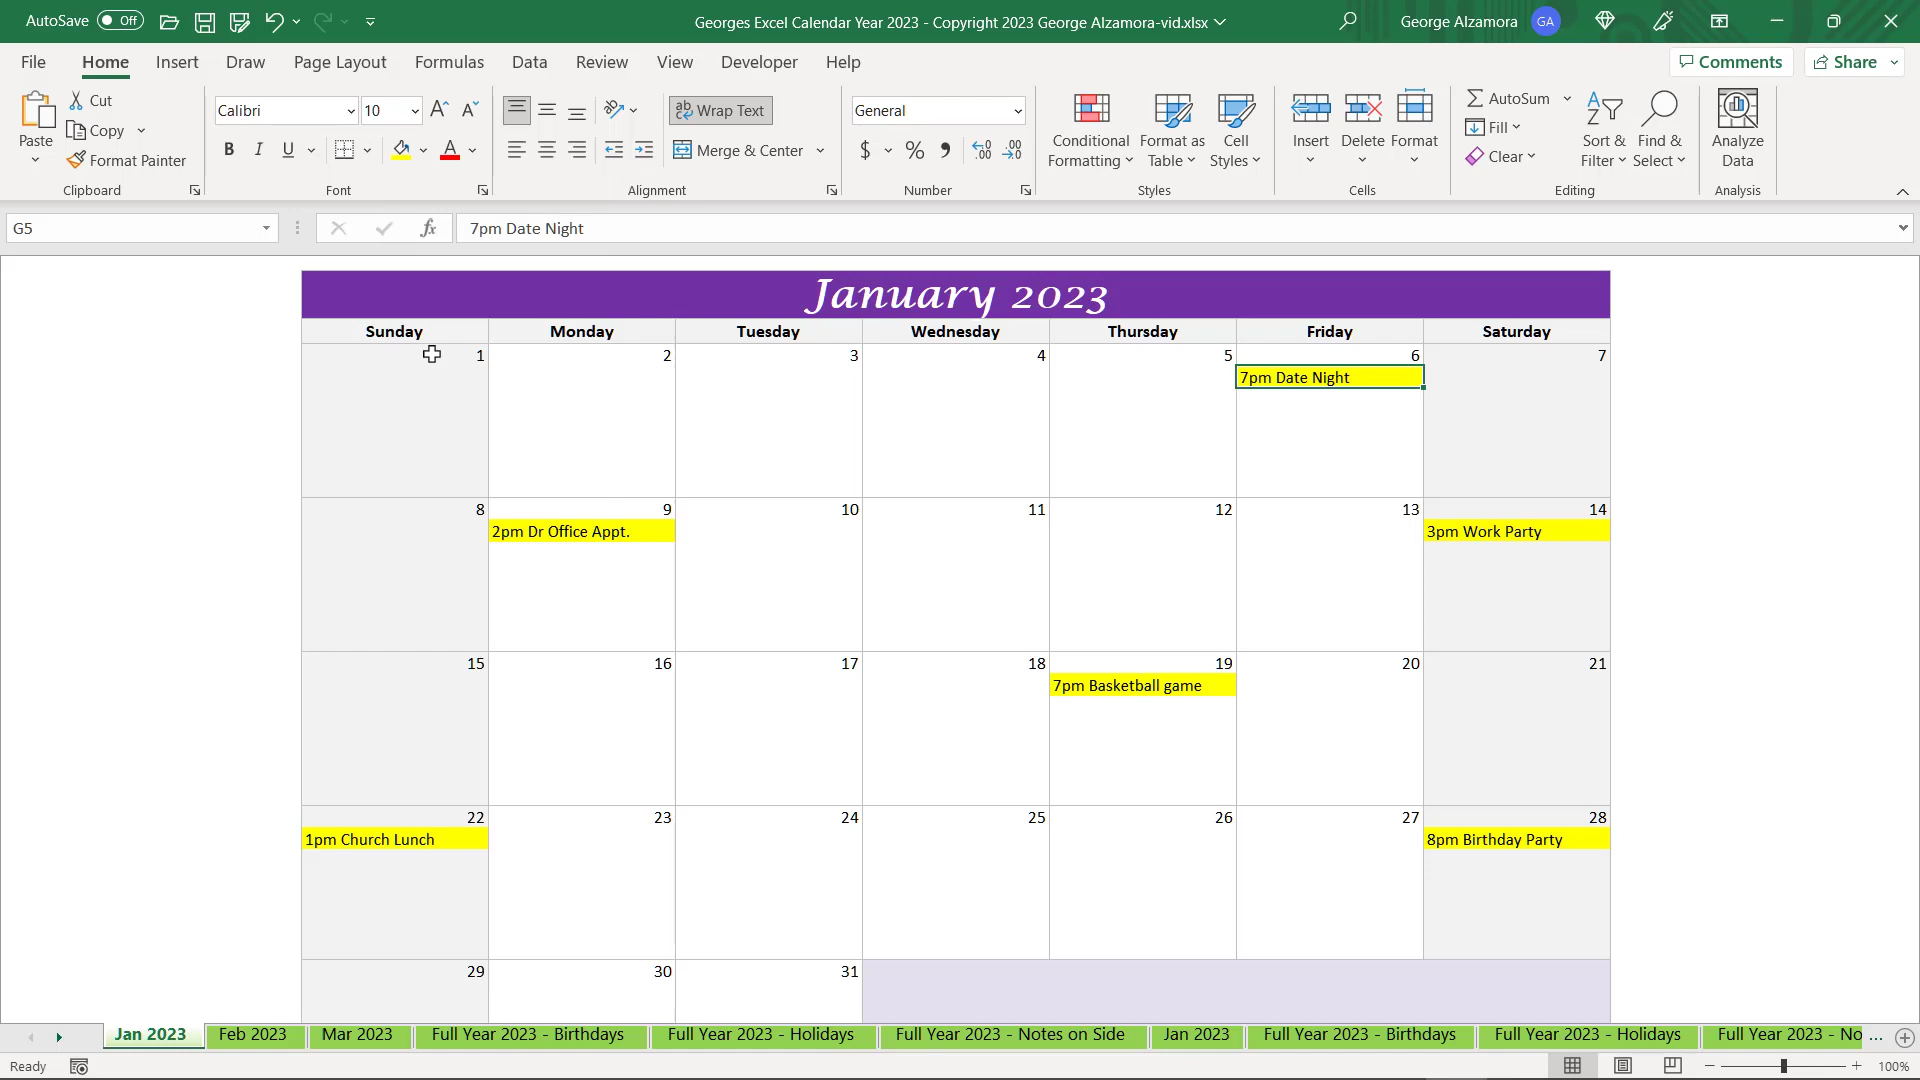 AutoSave Off Georges Excel Calendar Year 2023 - Copyright 2023 George Alzamora-vid.xlsx George Alzamora GA
File Home Insert Draw Page Layout Formulas Data Review View Developer Help Comments Share
Paste
Cut
Copy
Format Painter
Clipboard
Calibri 10
B I U
Font
Wrap Text
Merge & Center
Alignment
General
$ % 9
Number
Conditional Formatting
Format as Table
Cell Styles
Styles
Insert Delete Format
Cells
AutoSum
Fill
Clear
Sort & Filter
Find & Select
Editing
Analyze Data
Analysis
G5 fx 7pm Date Night
January 2023
Sunday Monday Tuesday Wednesday Thursday Friday Saturday
1 2 3 4 5 6 7
7pm Date Night
8 9 10 11 12 13 14
2pm Dr Office Appt. 3pm Work Party
15 16 17 18 19 20 21
7pm Basketball game
22 23 24 25 26 27 28
1pm Church Lunch 8pm Birthday Party
29 30 31
Jan 2023 Feb 2023 Mar 2023 Full Year 2023 - Birthdays Full Year 2023 - Holidays Full Year 2023 - Notes on Side Jan 2023 Full Year 2023 - Birthdays Full Year 2023 - Holidays Full Year 2023 - No ...
Ready 100%